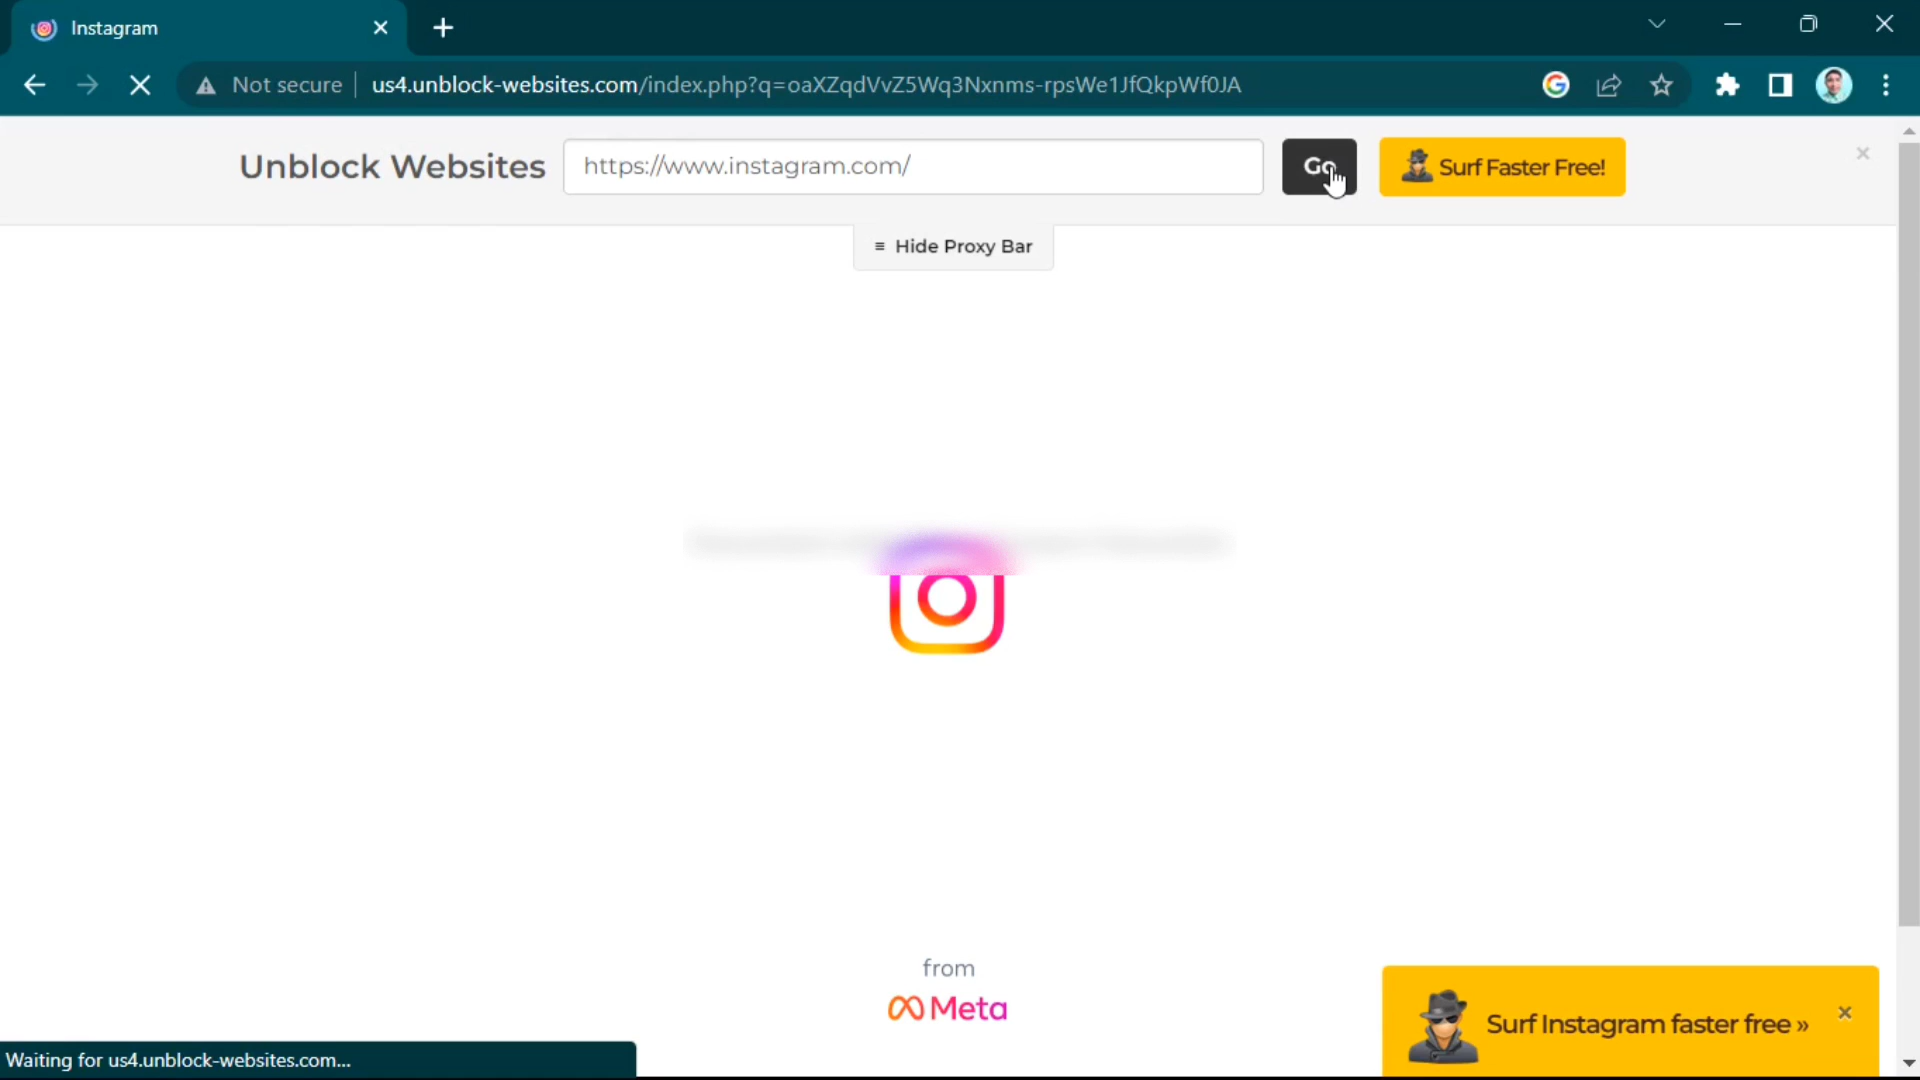 Instagram
Not secure
us4.unblock-websites.com/index.php?q=oaXZqdVvZ5Wq3Nxnms-rpsWe1JfQkpWf0JA
Unblock Websites
https://www.instagram.com/
Go
Surf Faster Free!
≡ Hide Proxy Bar
from
Meta
Surf Instagram faster free »
Waiting for us4.unblock-websites.com...